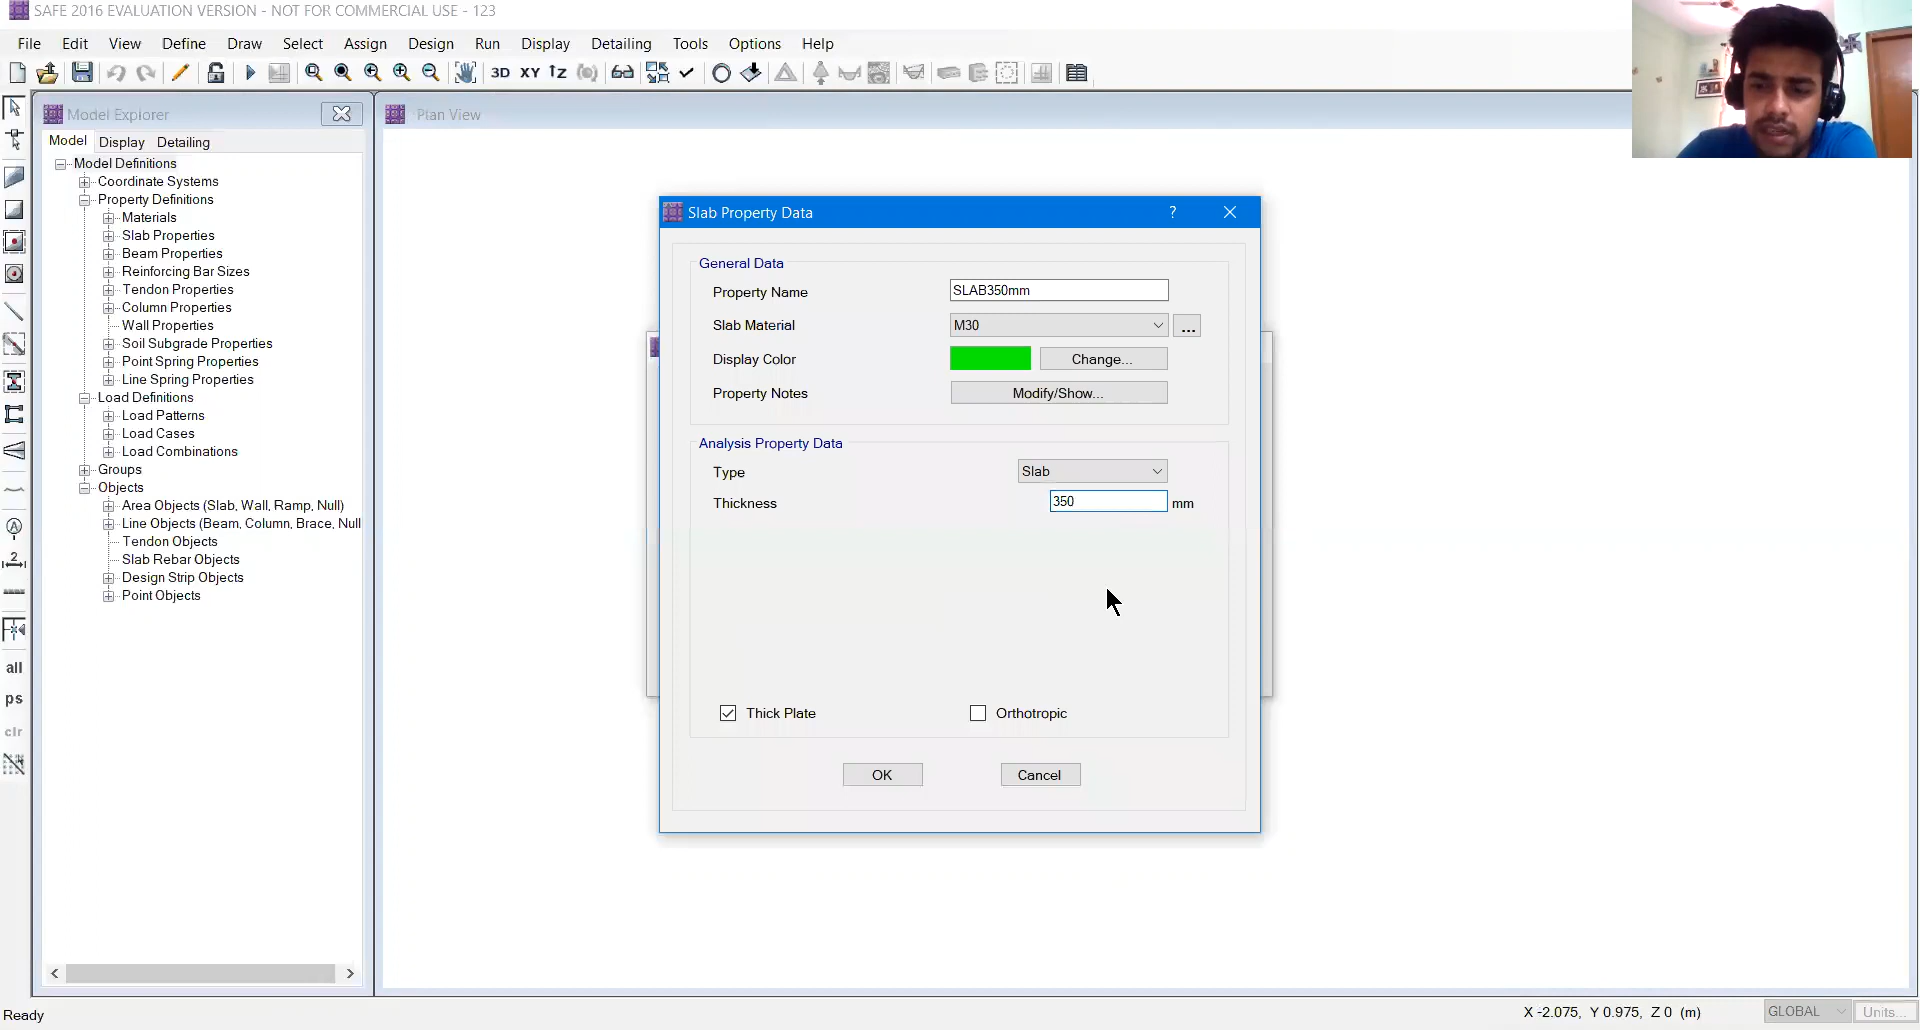 SAFE 2016 EVALUATION VERSION - NOT FOR COMMERCIAL USE - 123
File Edit View Define Draw Select Assign Design Run Display Detailing Tools Options Help
3D XY
Model Explorer
Plan View
Model Display Detailing
Model Definitions
Coordinate Systems
Property Definitions
Materials
Slab Properties
Beam Properties
Reinforcing Bar Sizes
Tendon Properties
Column Properties
Wall Properties
Soil Subgrade Properties
Point Spring Properties
Line Spring Properties
Load Definitions
Load Patterns
Load Cases
Load Combinations
Groups
Objects
Area Objects (Slab, Wall, Ramp, Null)
Line Objects (Beam, Column, Brace, Null
Tendon Objects
Slab Rebar Objects
Design Strip Objects
Point Objects
all
ps
clr
Slab Property Data ?
General Data
Property Name SLAB350mm
Slab Material M30 ...
Display Color Change...
Property Notes Modify/Show...
Analysis Property Data
Type Slab
Thickness 350 mm
Thick Plate Orthotropic
OK Cancel
Ready X -2.075, Y 0.975, Z 0 (m) GLOBAL Units...